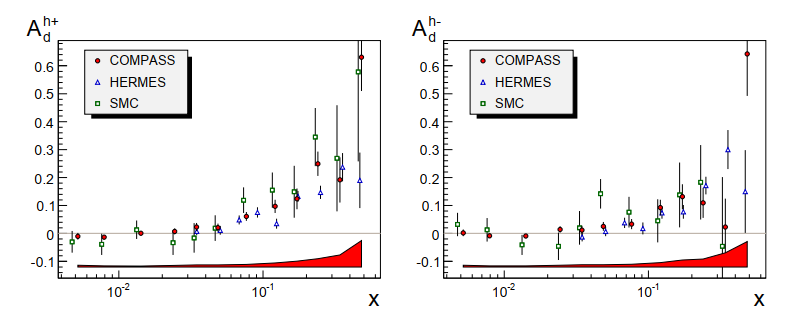 A_d^{h+}
COMPASS
HERMES
SMC
0.6
0.5
0.4
0.3
0.2
0.1
0
-0.1
10^{-2} 10^{-1}
x
A_d^{h-}
COMPASS
HERMES
SMC
0.6
0.5
0.4
0.3
0.2
0.1
0
-0.1
10^{-2} 10^{-1}
x